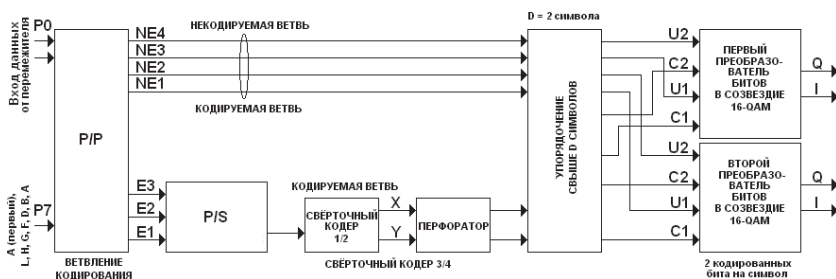 D = 2 символа
P0
NE4
НЕКОДИРУЕМАЯ ВЕТВЬ
U2
NE3
C2
NE2
U1
NE1
КОДИРУЕМАЯ ВЕТВЬ
C1
ПЕРВЫЙ
ПРЕОБРАЗО-
ВАТЕЛЬ
БИТОВ
В СОЗВЕЗДИЕ
16-QAM
Q
I
Вход данных
от перемежителя
P/P
УПОРЯДОЧЕНИЕ
СВЫШЕ D СИМВОЛОВ
U2
C2
U1
C1
ВТОРОЙ
ПРЕОБРАЗО-
ВАТЕЛЬ
БИТОВ
В СОЗВЕЗДИЕ
16-QAM
Q
I
E3
E2
E1
P/S
КОДИРУЕМАЯ ВЕТВЬ
СВЁРТОЧНЫЙ
КОДЕР
1/2
X
Y
ПЕРФОРАТОР
P7
А (первый),
L, H, G, F, D, B, A
ВЕТВЛЕНИЕ
КОДИРОВАНИЯ
СВЁРТОЧНЫЙ КОДЕР 3/4
2 кодированных
бита на символ